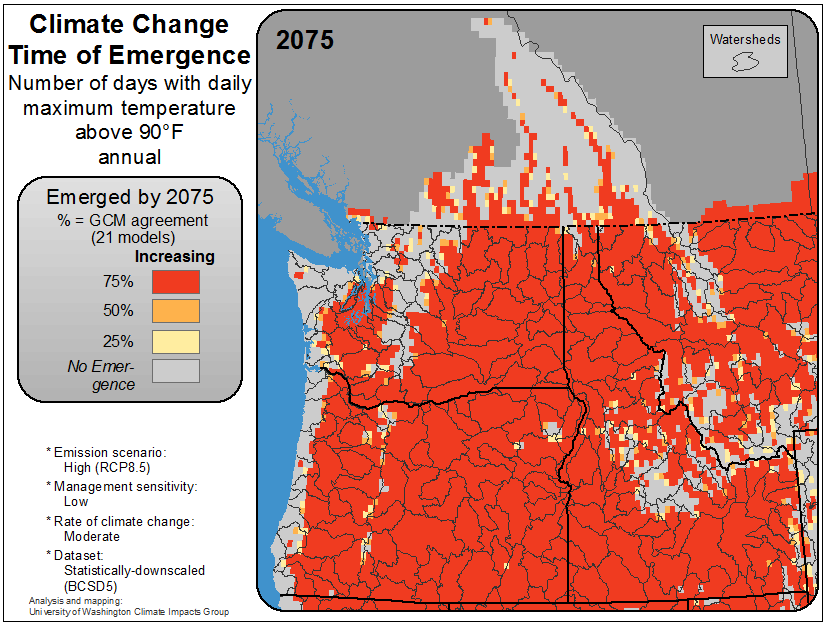 Climate Change
Time of Emergence
Number of days with daily
maximum temperature
above 90°F
annual
Emerged by 2075
% = GCM agreement
(21 models)
Increasing
75%
50%
25%
No Emer-
gence
* Emission scenario:
High (RCP8.5)
* Management sensitivity:
Low
* Rate of climate change:
Moderate
* Dataset:
Statistically-downscaled
(BCSD5)
Analysis and mapping:
University of Washington Climate Impacts Group
2075
Watersheds